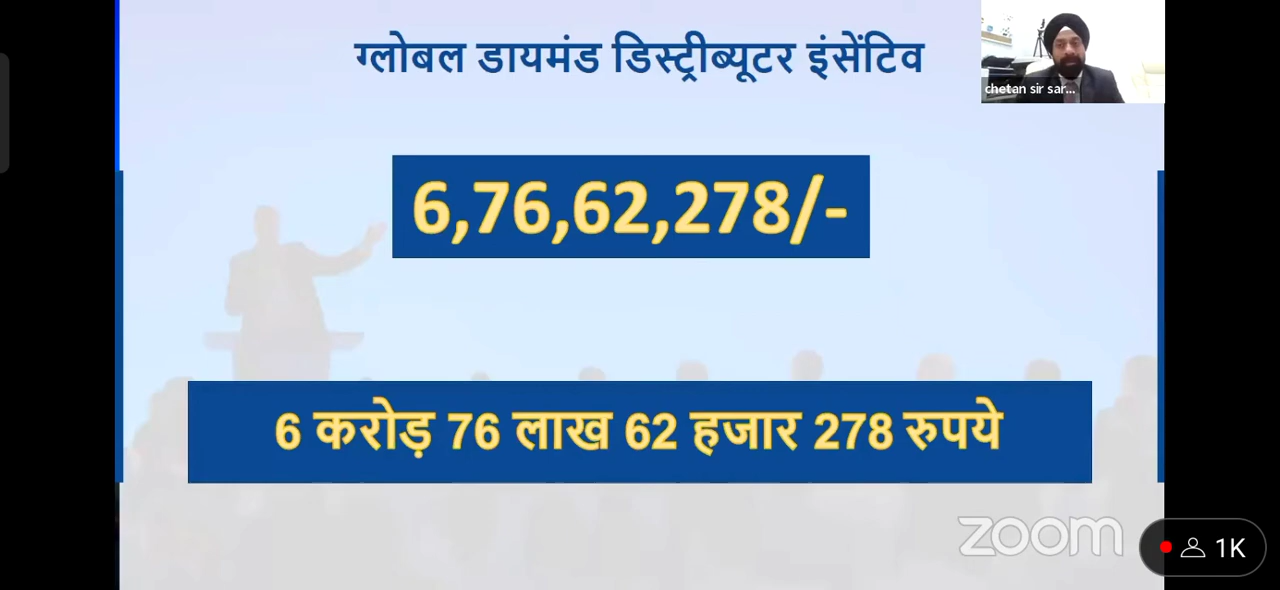 ग्लोबल डायमंड डिस्ट्रीब्यूटर इंसेंटिव
chetan sir sar...
6,76,62,278/-
6 करोड़ 76 लाख 62 हजार 278 रुपये
zoom
1K